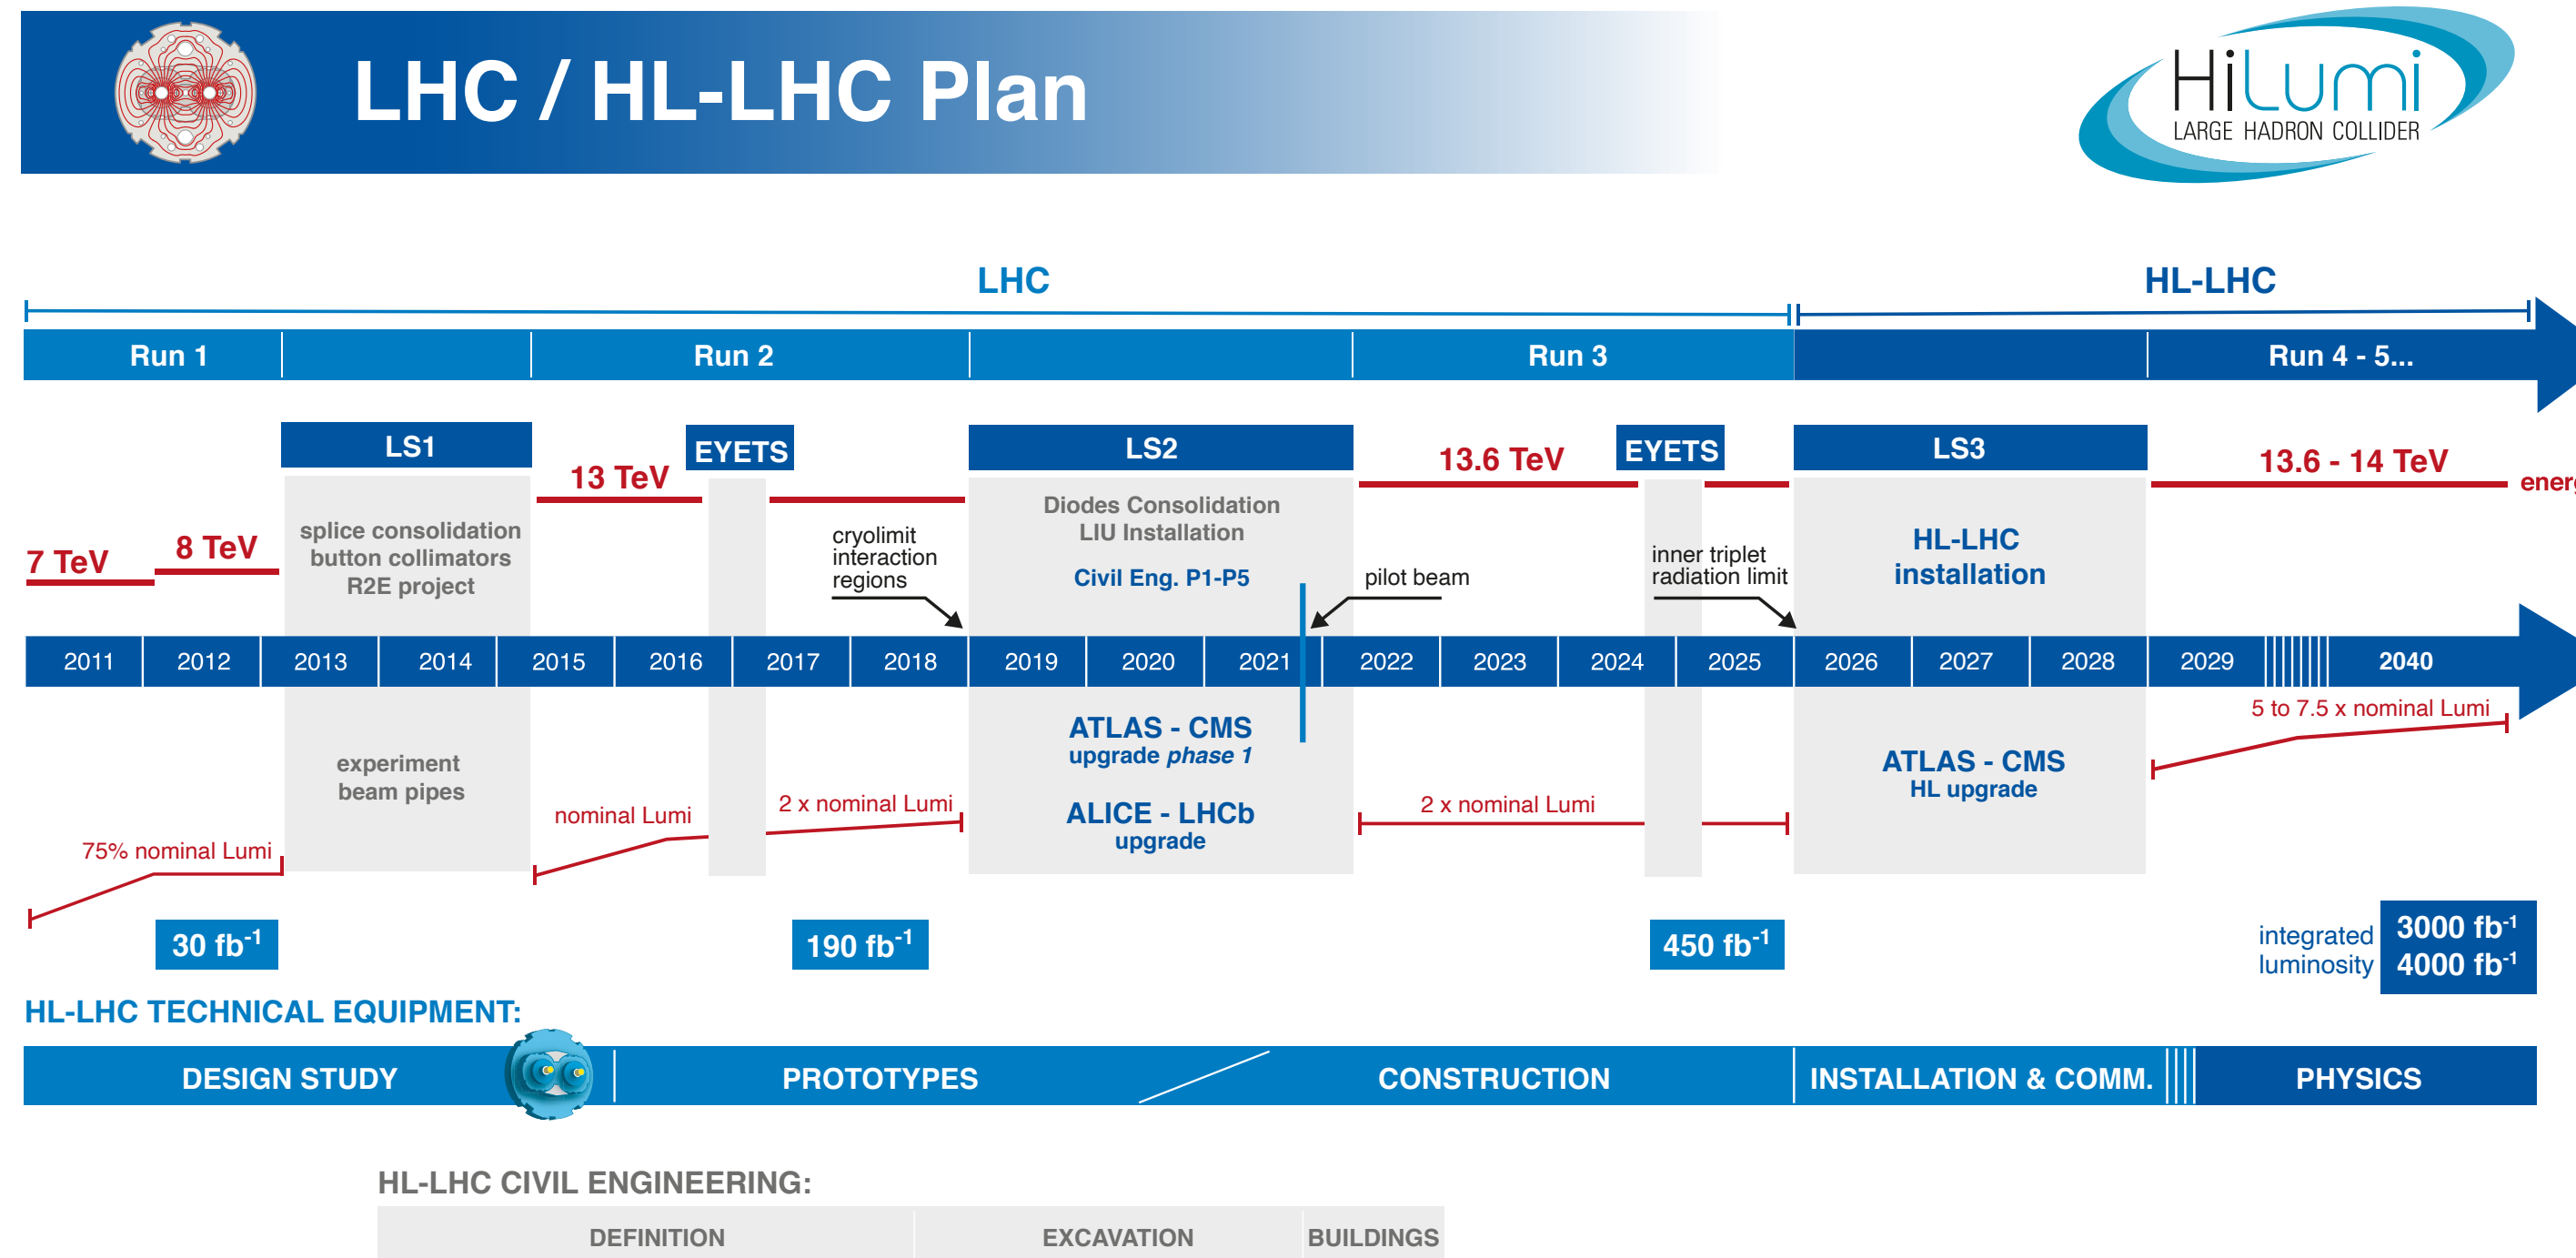 LHC / HL-LHC Plan
HiLumi
LARGE HADRON COLLIDER
LHC
HL-LHC
Run 1
Run 2
Run 3
Run 4 - 5...
LS1
EYETS
LS2
EYETS
LS3
13 TeV
13.6 TeV
13.6 - 14 TeV
7 TeV
8 TeV
splice consolidation
button collimators
R2E project
cryolimit
interaction
regions
Diodes Consolidation
LIU Installation
Civil Eng. P1-P5
pilot beam
inner triplet
radiation limit
HL-LHC
installation
2011
2012
2013
2014
2015
2016
2017
2018
2019
2020
2021
2022
2023
2024
2025
2026
2027
2028
2029
2040
experiment
beam pipes
75% nominal Lumi
nominal Lumi
2 x nominal Lumi
ATLAS - CMS
upgrade phase 1
ALICE - LHCb
upgrade
2 x nominal Lumi
ATLAS - CMS
HL upgrade
5 to 7.5 x nominal Lumi
30 fb-1
190 fb-1
450 fb-1
integrated
luminosity
3000 fb-1
4000 fb-1
HL-LHC TECHNICAL EQUIPMENT:
DESIGN STUDY
PROTOTYPES
CONSTRUCTION
INSTALLATION & COMM.
PHYSICS
HL-LHC CIVIL ENGINEERING:
DEFINITION
EXCAVATION
BUILDINGS